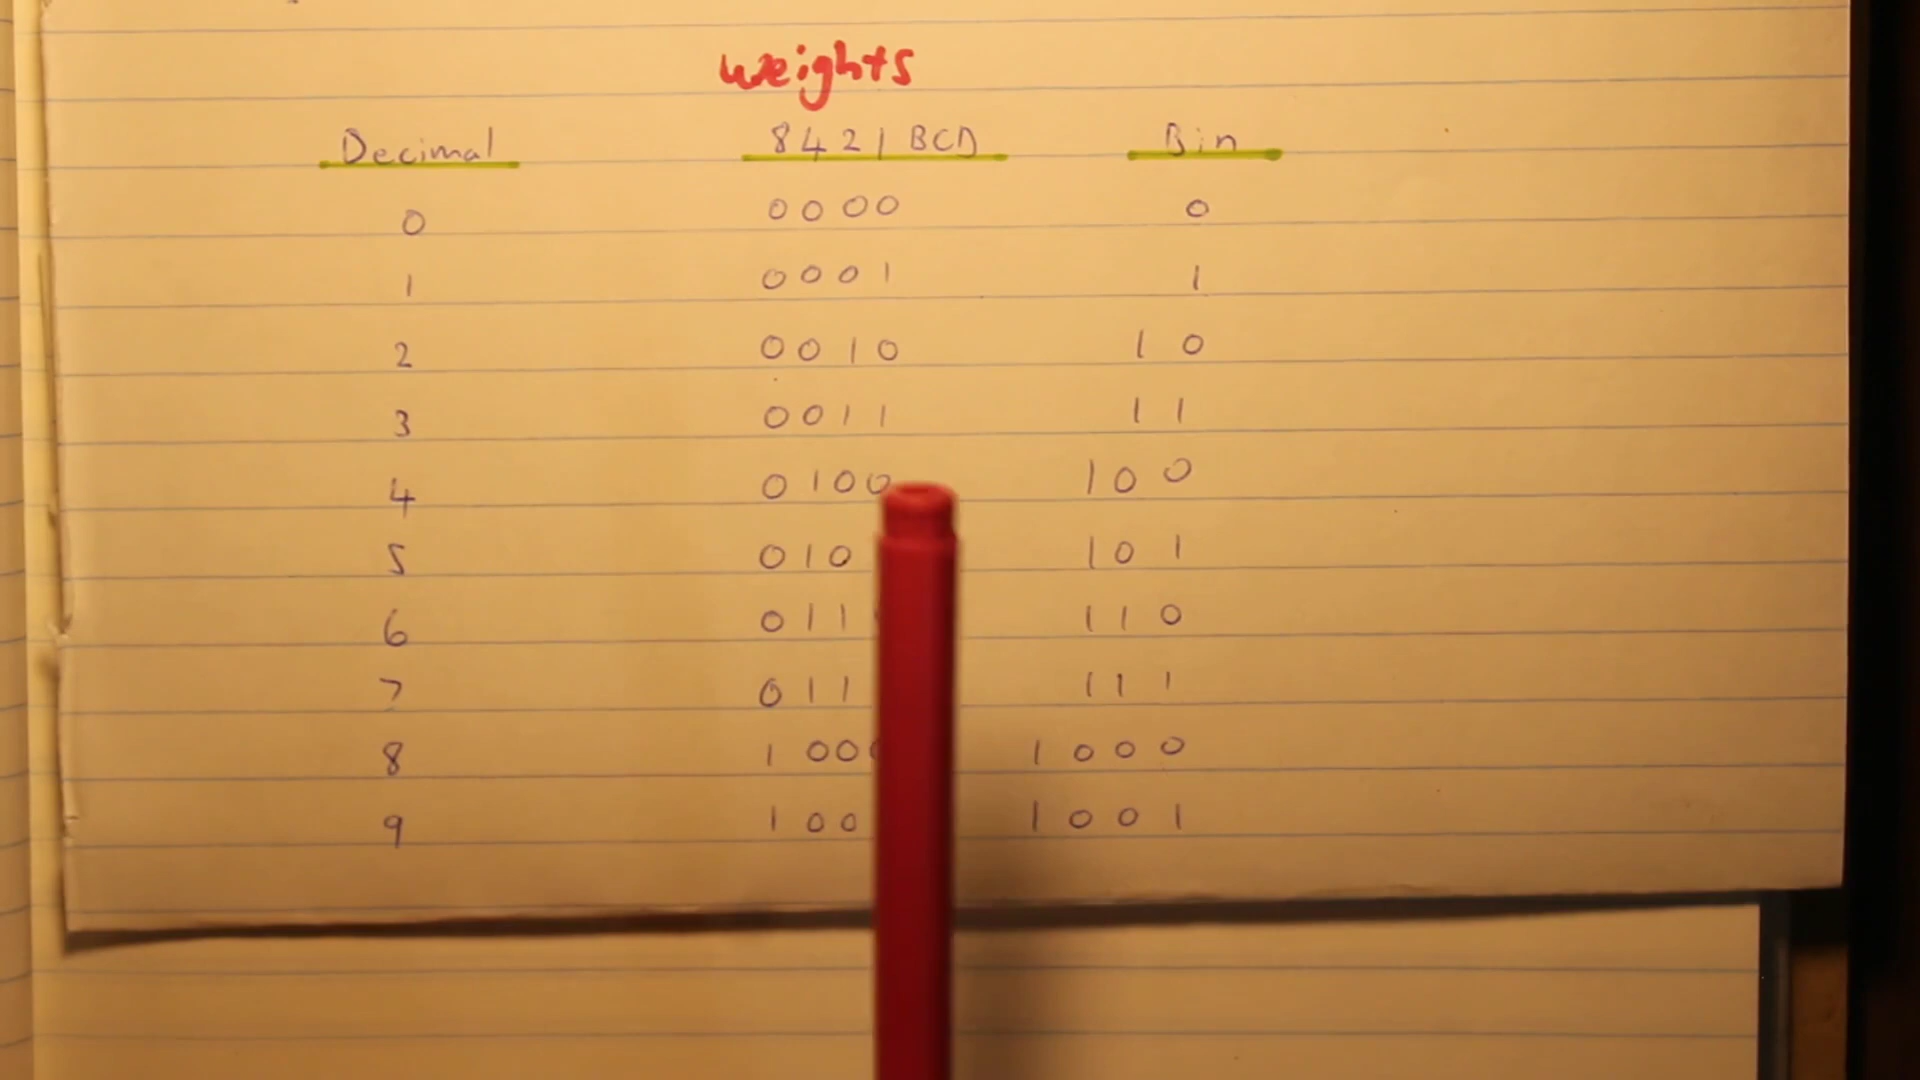 weights
Decimal 8421 BCD Bin
0 0000 0
1 0001 1
2 0010 10
3 0011 11
4 0100 100
5 010 101
6 011 110
7 011 111
8 100 1000
9 100 1001